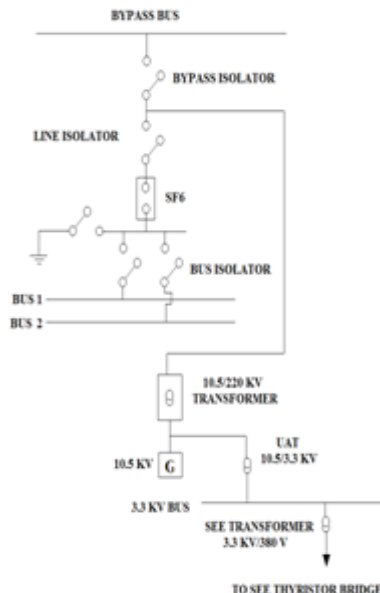 BYPASS BUS
BYPASS ISOLATOR
LINE ISOLATOR
SF6
BUS ISOLATOR
BUS 1
BUS 2
10.5/220 KV
TRANSFORMER
UAT
10.5/3.3 KV
10.5 KV
G
3.3 KV BUS
SEE TRANSFORMER
3.3 KV/380 V
TO SEE THYRISTOR BRIDGE